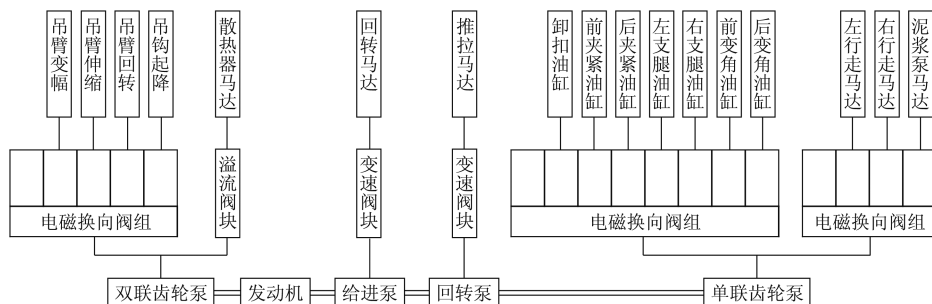 吊臂变幅
吊臂伸缩
吊臂回转
吊钩起降
散热器马达
回转马达
推拉马达
卸扣油缸
前夹紧油缸
后夹紧油缸
左支腿油缸
右支腿油缸
前变角油缸
后变角油缸
左行走马达
右行走马达
泥浆泵马达
电磁换向阀组
溢流阀块
变速阀块
变速阀块
电磁换向阀组
电磁换向阀组
双联齿轮泵
发动机
给进泵
回转泵
单联齿轮泵